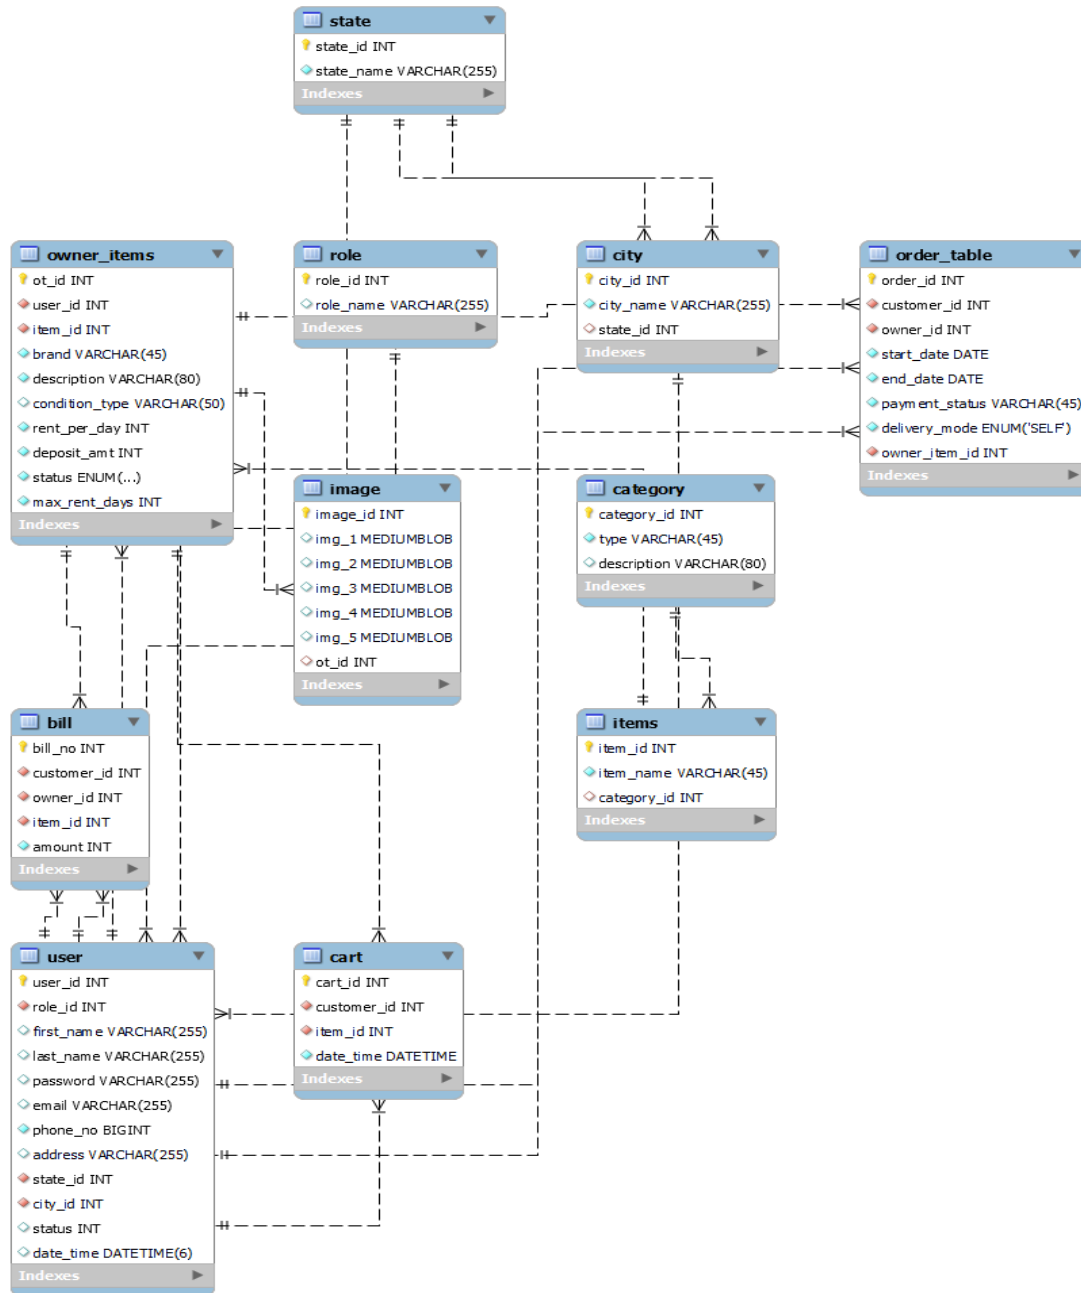 state
state_id INT
state_name VARCHAR(255)
Indexes
owner_items
ot_id INT
user_id INT
item_id INT
brand VARCHAR(45)
description VARCHAR(80)
condition_type VARCHAR(50)
rent_per_day INT
deposit_amt INT
status ENUM(...)
max_rent_days INT
Indexes
role
role_id INT
role_name VARCHAR(255)
Indexes
city
city_id INT
city_name VARCHAR(255)
state_id INT
Indexes
order_table
order_id INT
customer_id INT
owner_id INT
start_date DATE
end_date DATE
payment_status VARCHAR(45)
delivery_mode ENUM('SELF')
owner_item_id INT
Indexes
image
image_id INT
img_1 MEDIUMBLOB
img_2 MEDIUMBLOB
img_3 MEDIUMBLOB
img_4 MEDIUMBLOB
img_5 MEDIUMBLOB
ot_id INT
Indexes
category
category_id INT
type VARCHAR(45)
description VARCHAR(80)
Indexes
bill
bill_no INT
customer_id INT
owner_id INT
item_id INT
amount INT
Indexes
items
item_id INT
item_name VARCHAR(45)
category_id INT
Indexes
user
user_id INT
role_id INT
first_name VARCHAR(255)
last_name VARCHAR(255)
password VARCHAR(255)
email VARCHAR(255)
phone_no BIGINT
address VARCHAR(255)
state_id INT
city_id INT
status INT
date_time DATETIME(6)
Indexes
cart
cart_id INT
customer_id INT
item_id INT
date_time DATETIME
Indexes